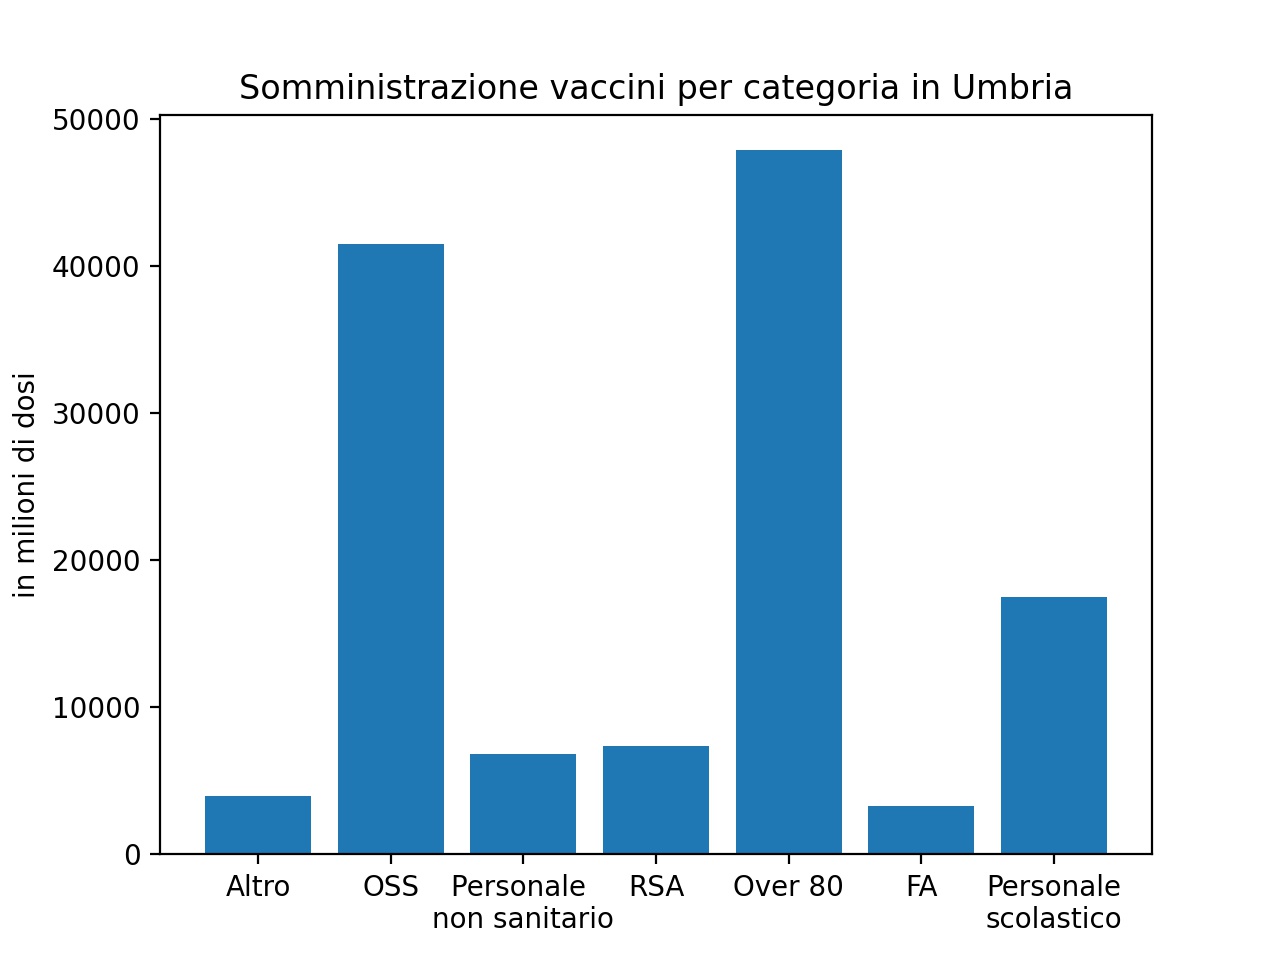 Somministrazione vaccini per categoria in Umbria
50000
40000
30000
20000
10000
0
in milioni di dosi
Altro
OSS
Personale
non sanitario
RSA
Over 80
FA
Personale
scolastico